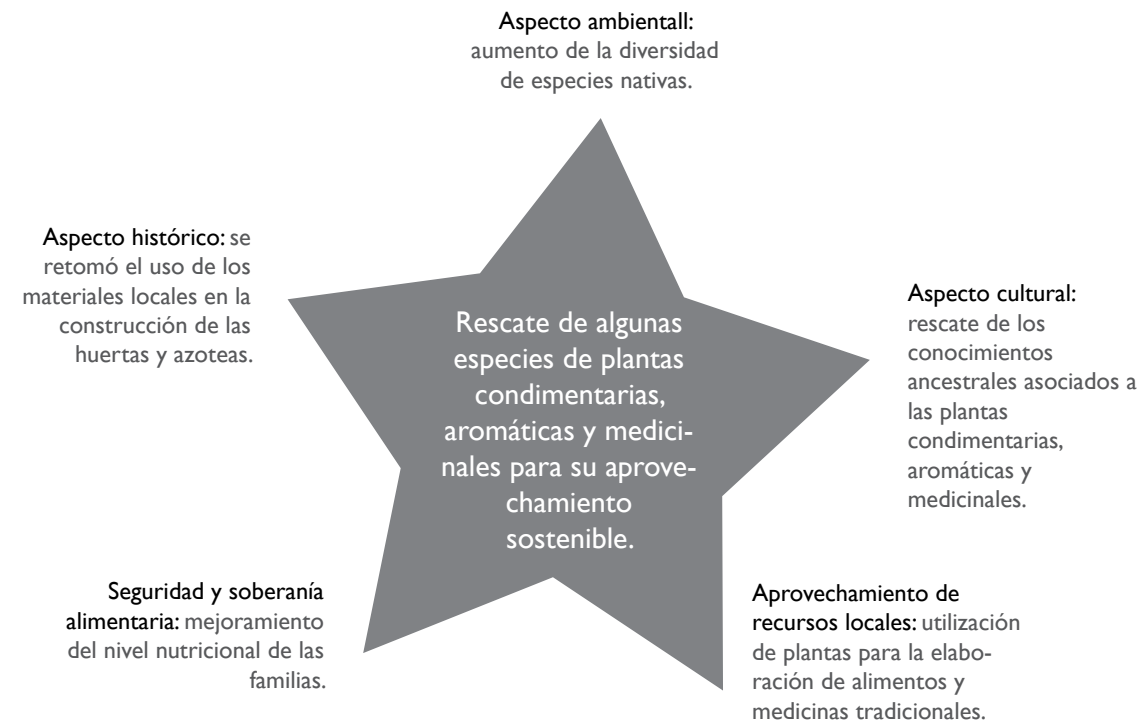 Aspecto ambientall:
aumento de la diversidad
de especies nativas.
Aspecto histórico: se
retomó el uso de los
materiales locales en la
construcción de las
huertas y azoteas.
Rescate de algunas
especies de plantas
condimentarias,
aromáticas y medici-
nales para su aprove-
chamiento
sostenible.
Aspecto cultural:
rescate de los
conocimientos
ancestrales asociados a
las plantas
condimentarias,
aromáticas y
medicinales.
Seguridad y soberanía
alimentaria: mejoramiento
del nivel nutricional de las
familias.
Aprovechamiento de
recursos locales: utilización
de plantas para la elabo-
ración de alimentos y
medicinas tradicionales.